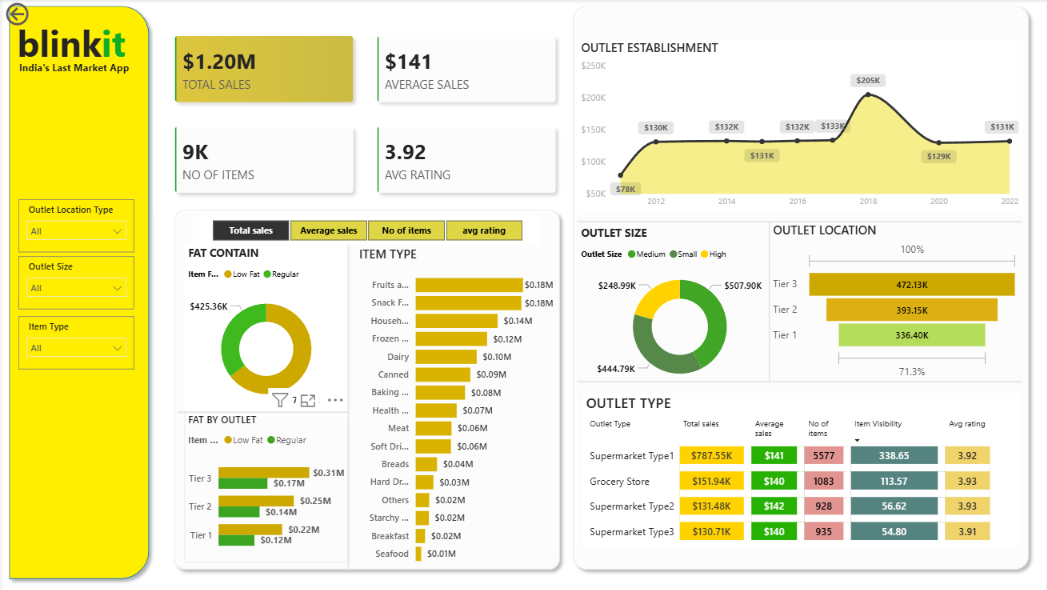 blinkit
India's Last Market App
Outlet Location Type
All
Outlet Size
All
Item Type
All
$1.20M
TOTAL SALES
$141
AVERAGE SALES
9K
NO OF ITEMS
3.92
AVG RATING
Total sales Average sales No of items avg rating
FAT CONTAIN
Item F... Low Fat Regular
$425.36K
7
FAT BY OUTLET
Item ... Low Fat Regular
Tier 3 $0.31M
$0.17M
Tier 2 $0.25M
$0.14M
Tier 1 $0.22M
$0.12M
ITEM TYPE
Fruits a... $0.18M
Snack F... $0.18M
Househ... $0.14M
Frozen ... $0.12M
Dairy $0.10M
Canned $0.09M
Baking ... $0.08M
Health ... $0.07M
Meat $0.06M
Soft Dri... $0.06M
Breads $0.04M
Hard Dr... $0.03M
Others $0.02M
Starchy ... $0.02M
Breakfast $0.02M
Seafood $0.01M
OUTLET ESTABLISHMENT
$250K
$200K
$150K
$100K
$50K
$78K $130K $132K $131K $132K $133K $205K $129K $131K
2012 2014 2016 2018 2020 2022
OUTLET SIZE
Outlet Size Medium Small High
$248.99K $507.90K
$444.79K
OUTLET LOCATION
100%
Tier 3 472.13K
Tier 2 393.15K
Tier 1 336.40K
71.3%
OUTLET TYPE
Outlet Type Total sales Average sales No of items Item Visibility Avg rating
Supermarket Type1 $787.55K $141 5577 338.65 3.92
Grocery Store $151.94K $140 1083 113.57 3.93
Supermarket Type2 $131.48K $142 928 56.62 3.93
Supermarket Type3 $130.71K $140 935 54.80 3.91